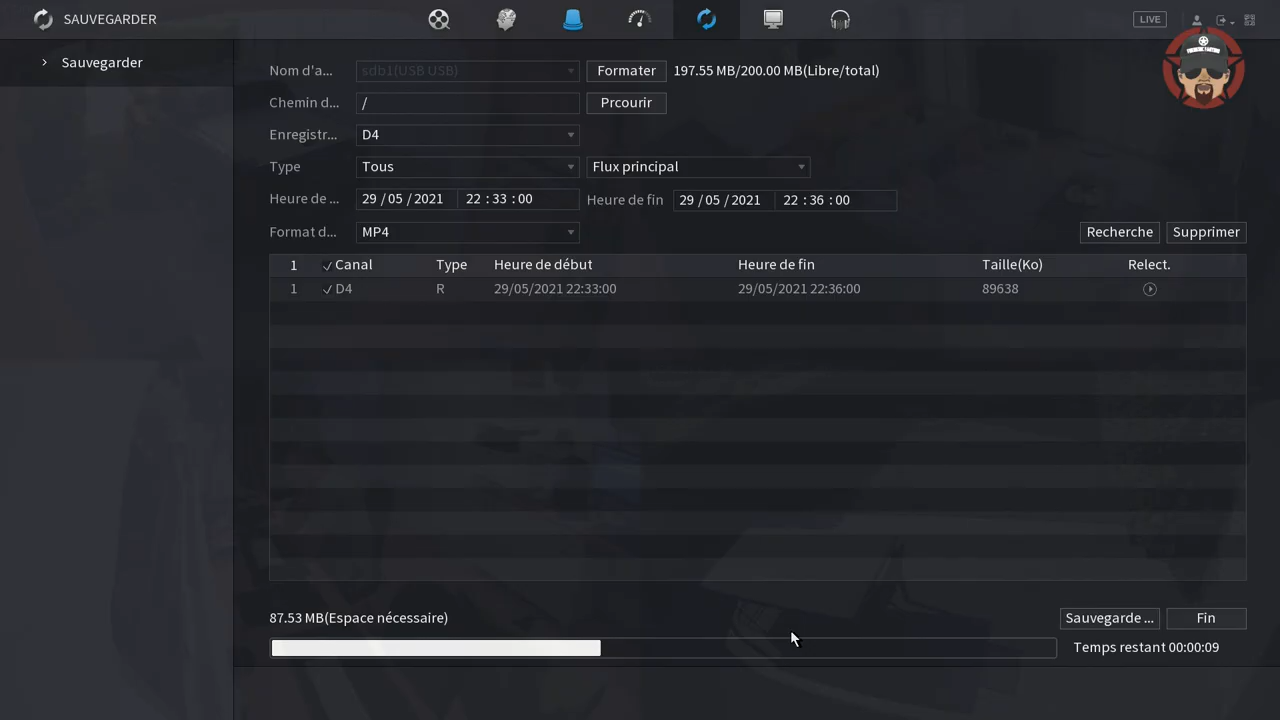 SAUVEGARDER
LIVE
Sauvegarder
Nom d'a... sdb1(USB USB) Formater 197.55 MB/200.00 MB(Libre/total)
Chemin d... / Prcourir
Enregistr... D4
Type Tous Flux principal
Heure de ... 29 / 05 / 2021 22 : 33 : 00 Heure de fin 29 / 05 / 2021 22 : 36 : 00
Format d... MP4 Recherche Supprimer
1 Canal Type Heure de début Heure de fin Taille(Ko) Relect.
1 D4 R 29/05/2021 22:33:00 29/05/2021 22:36:00 89638
87.53 MB(Espace nécessaire) Sauvegarde ... Fin
Temps restant 00:00:09